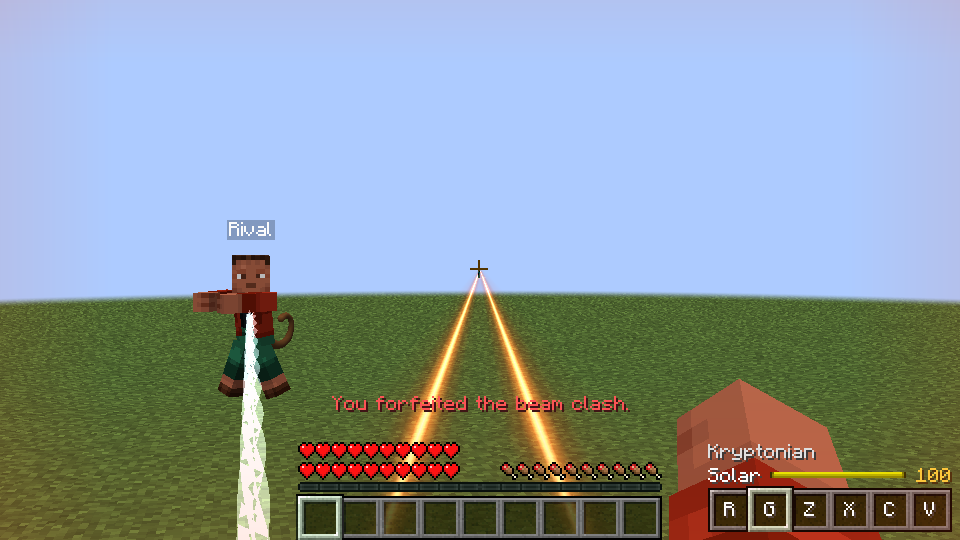 Rival
You forfeited the beam clash.
Kryptonian
Solar 100
R G Z X C V